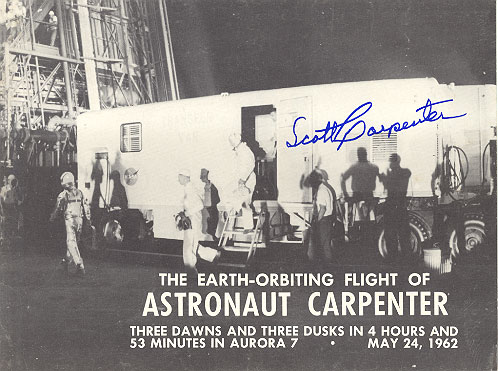 Scott Carpenter
THE EARTH-ORBITING FLIGHT OF
ASTRONAUT CARPENTER
THREE DAWNS AND THREE DUSKS IN 4 HOURS AND
53 MINUTES IN AURORA 7 • MAY 24, 1962